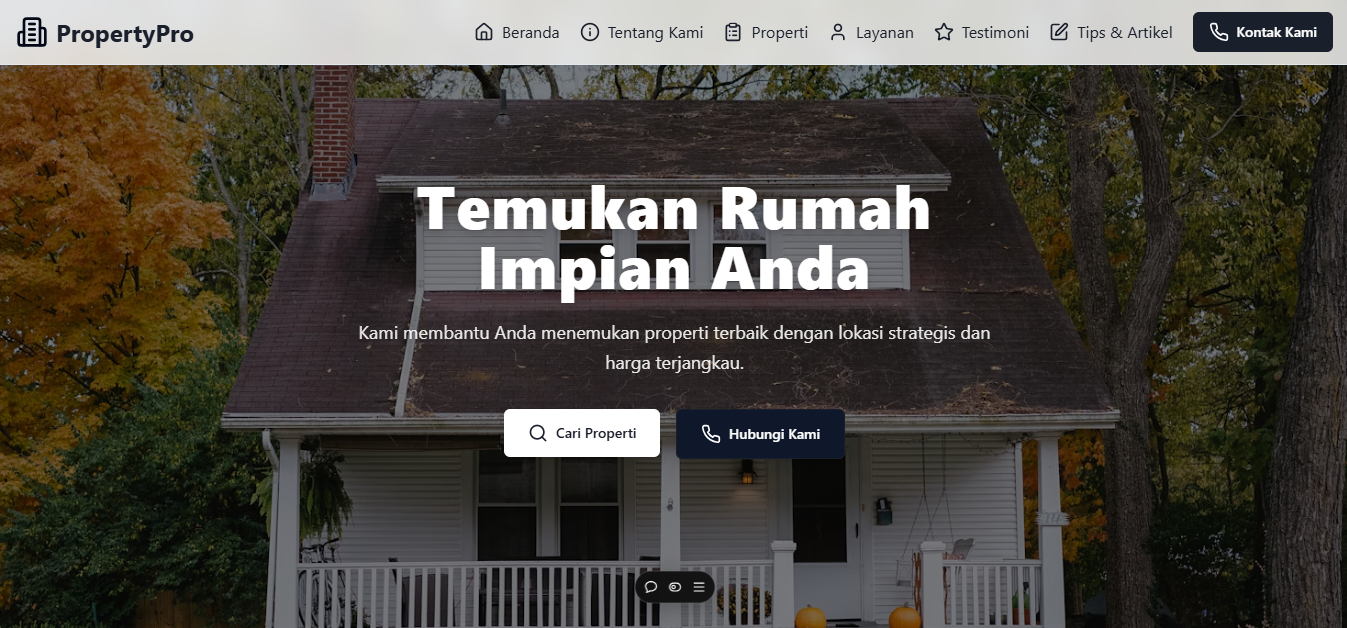 PropertyPro
Beranda
Tentang Kami
Properti
Layanan
Testimoni
Tips & Artikel
Kontak Kami
Temukan Rumah
Impian Anda
Kami membantu Anda menemukan properti terbaik dengan lokasi strategis dan
harga terjangkau.
Cari Properti
Hubungi Kami